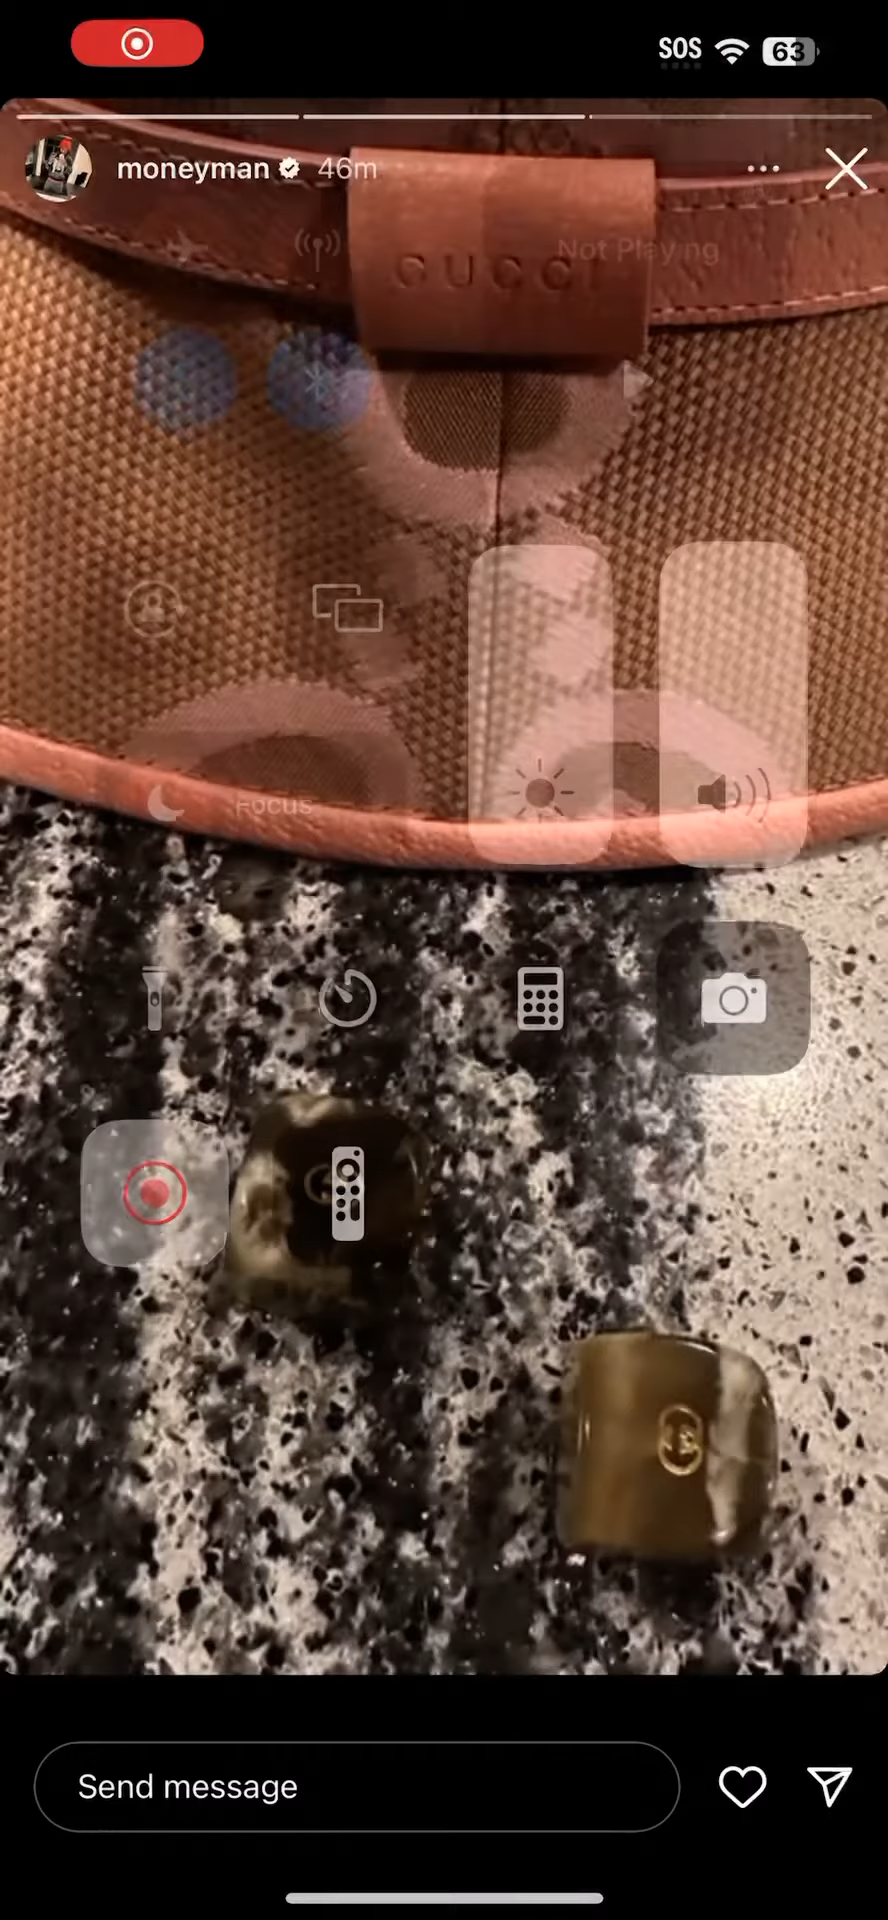 SOS 63
moneyman 46m
Not Playing
GUCCI
Focus
Send message